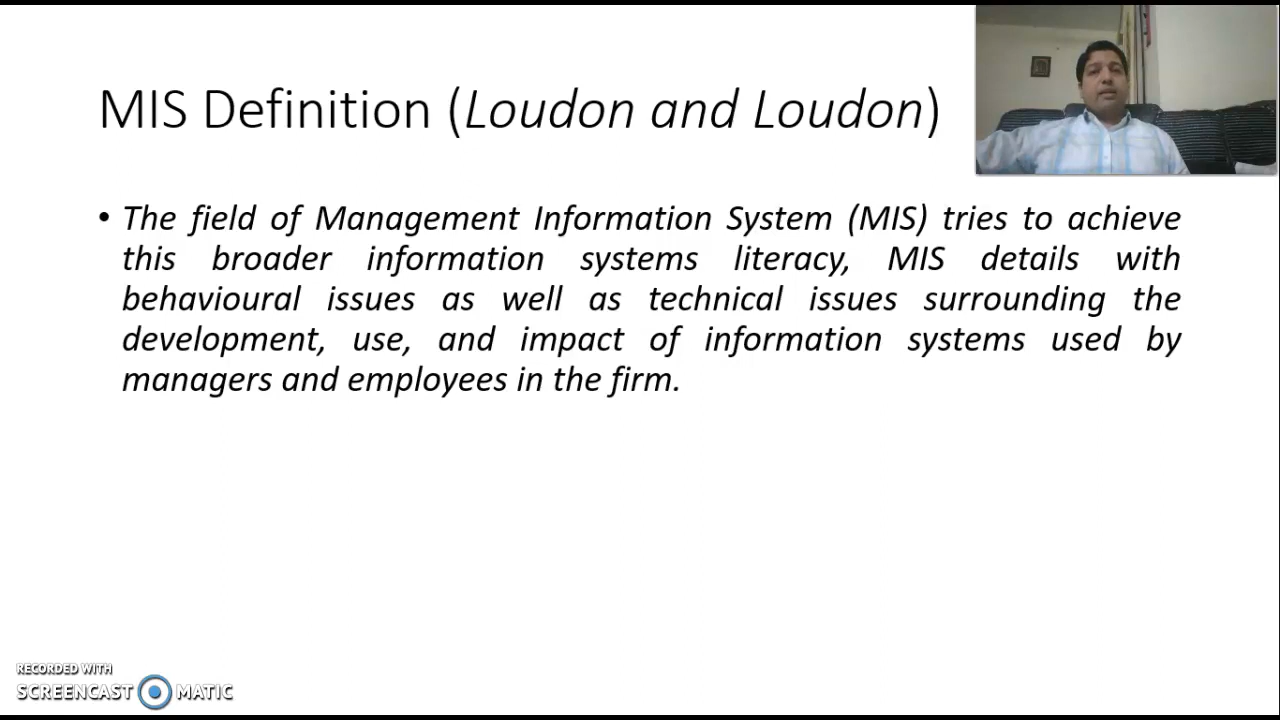 MIS Definition (Loudon and Loudon)
• The field of Management Information System (MIS) tries to achieve
this broader information systems literacy, MIS details with
behavioural issues as well as technical issues surrounding the
development, use, and impact of information systems used by
managers and employees in the firm.
RECORDED WITH
SCREENCAST MATIC